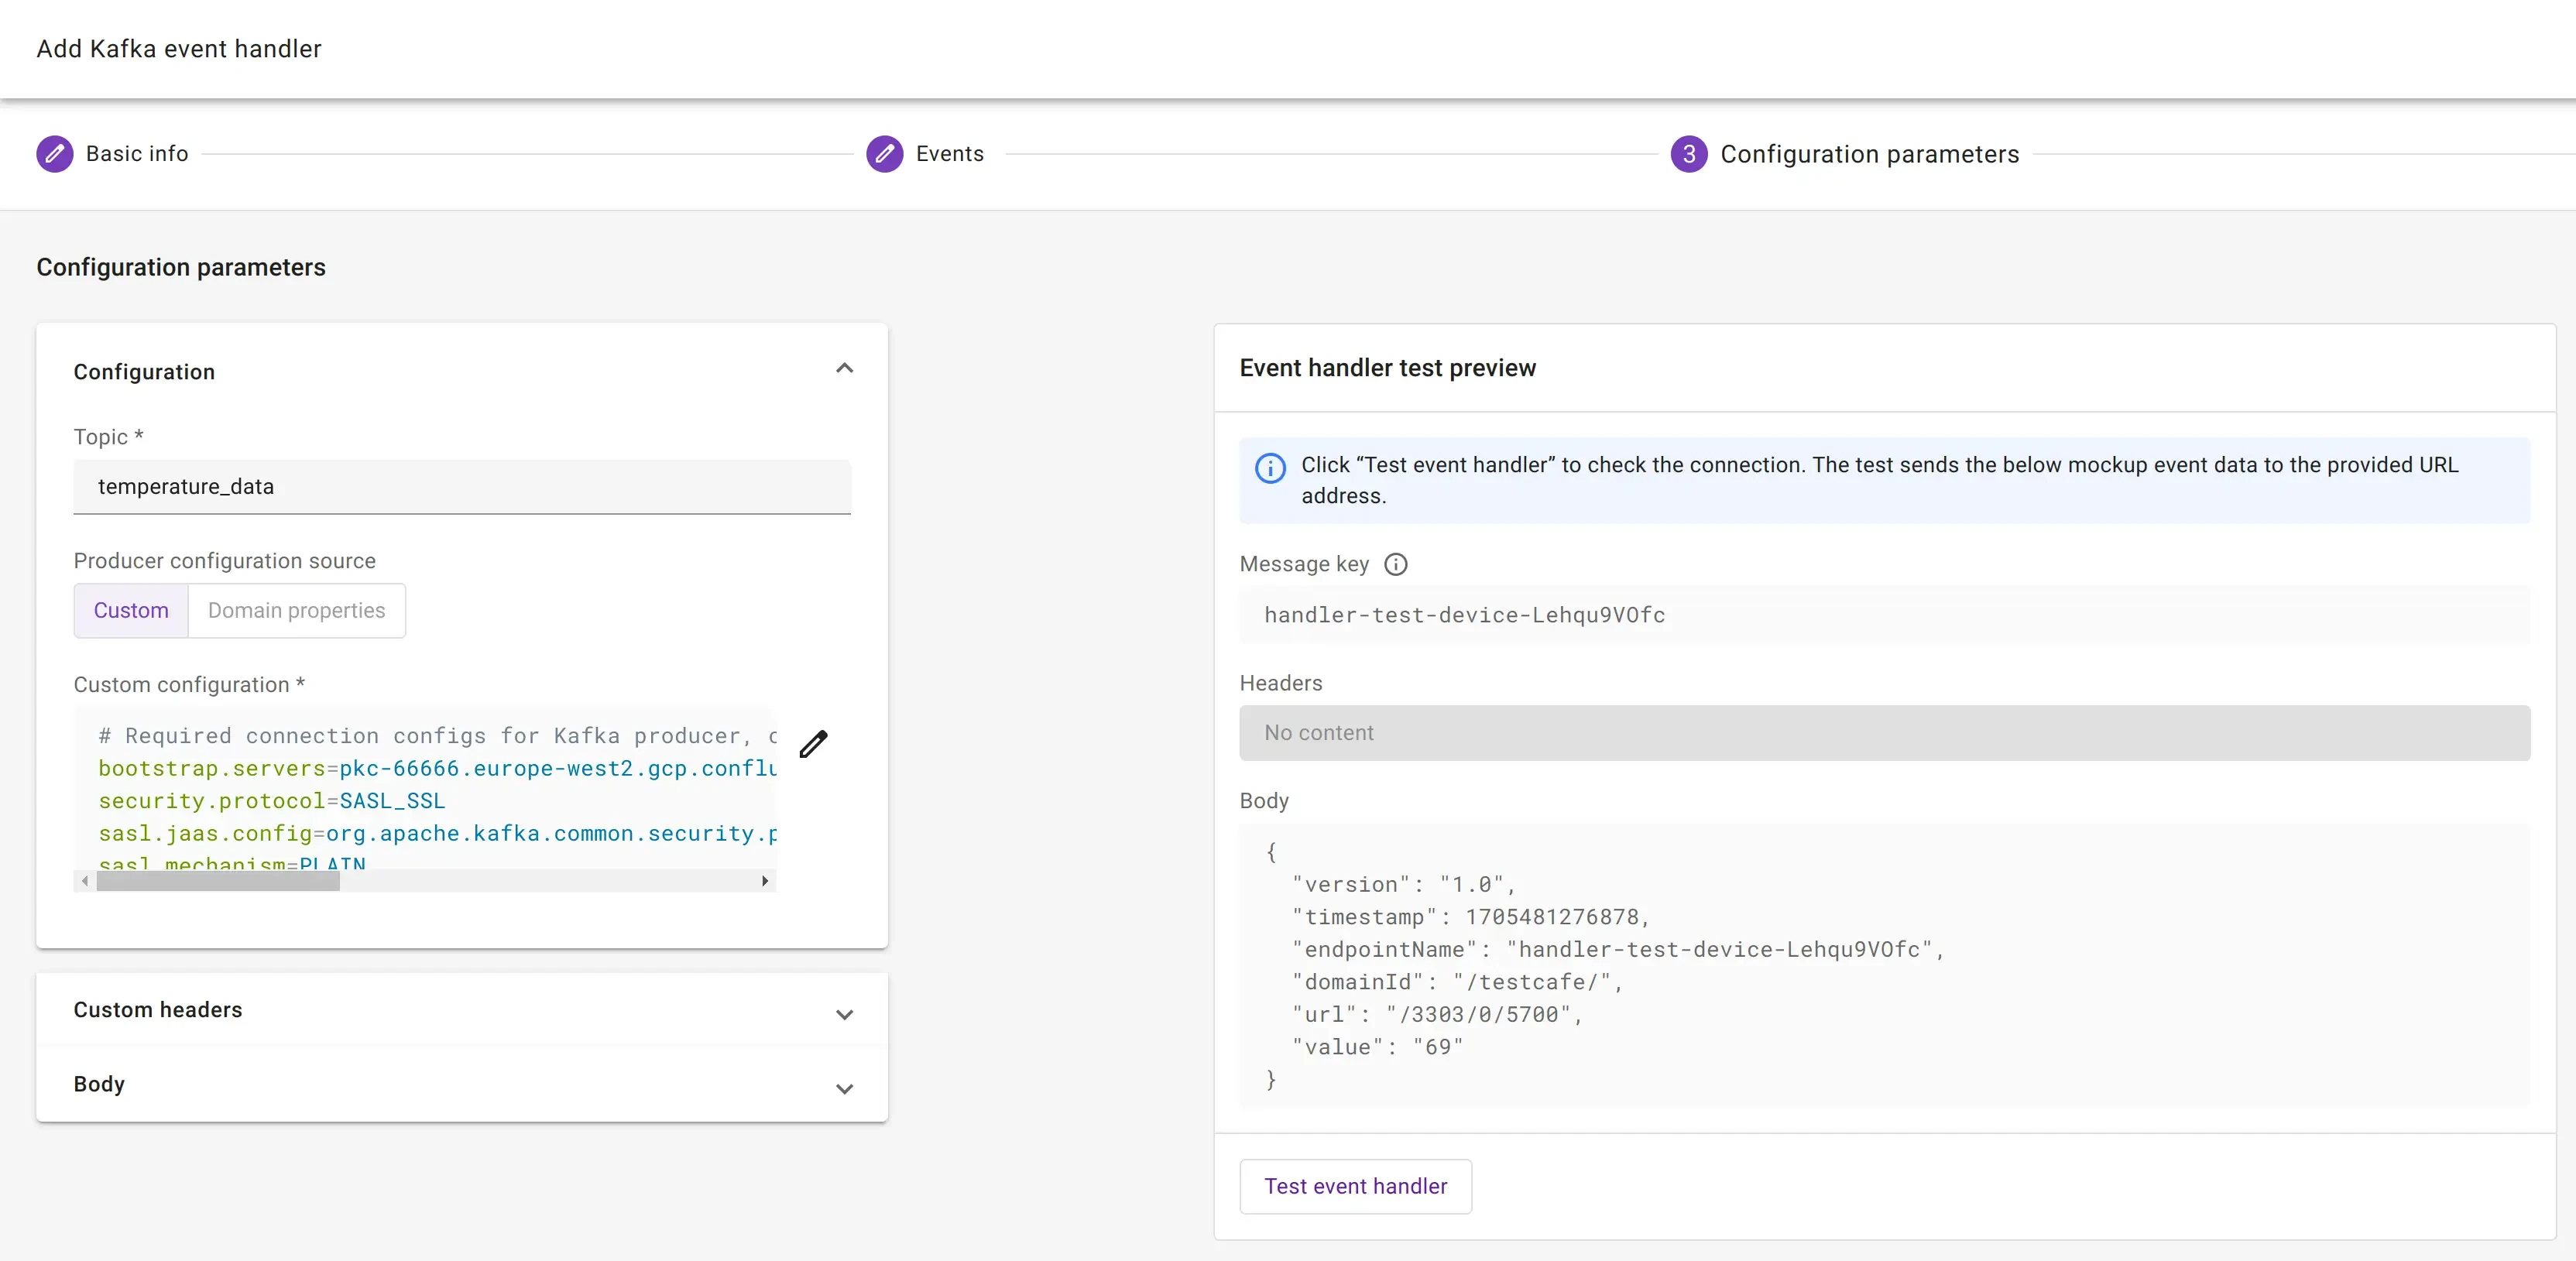 Add Kafka event handler
Basic info
Events
3 Configuration parameters
Configuration parameters
Configuration
Topic *
temperature_data
Producer configuration source
Custom
Domain properties
Custom configuration *
# Required connection configs for Kafka producer, c
bootstrap.servers=pkc-66666.europe-west2.gcp.conflu
security.protocol=SASL_SSL
sasl.jaas.config=org.apache.kafka.common.security.p
sasl.mechanism=PLAIN
Custom headers
Body
Event handler test preview
Click “Test event handler” to check the connection. The test sends the below mockup event data to the provided URL
address.
Message key
handler-test-device-Lehqu9VOfc
Headers
No content
Body
{
"version": "1.0",
"timestamp": 1705481276878,
"endpointName": "handler-test-device-Lehqu9VOfc",
"domainId": "/testcafe/",
"url": "/3303/0/5700",
"value": "69"
}
Test event handler